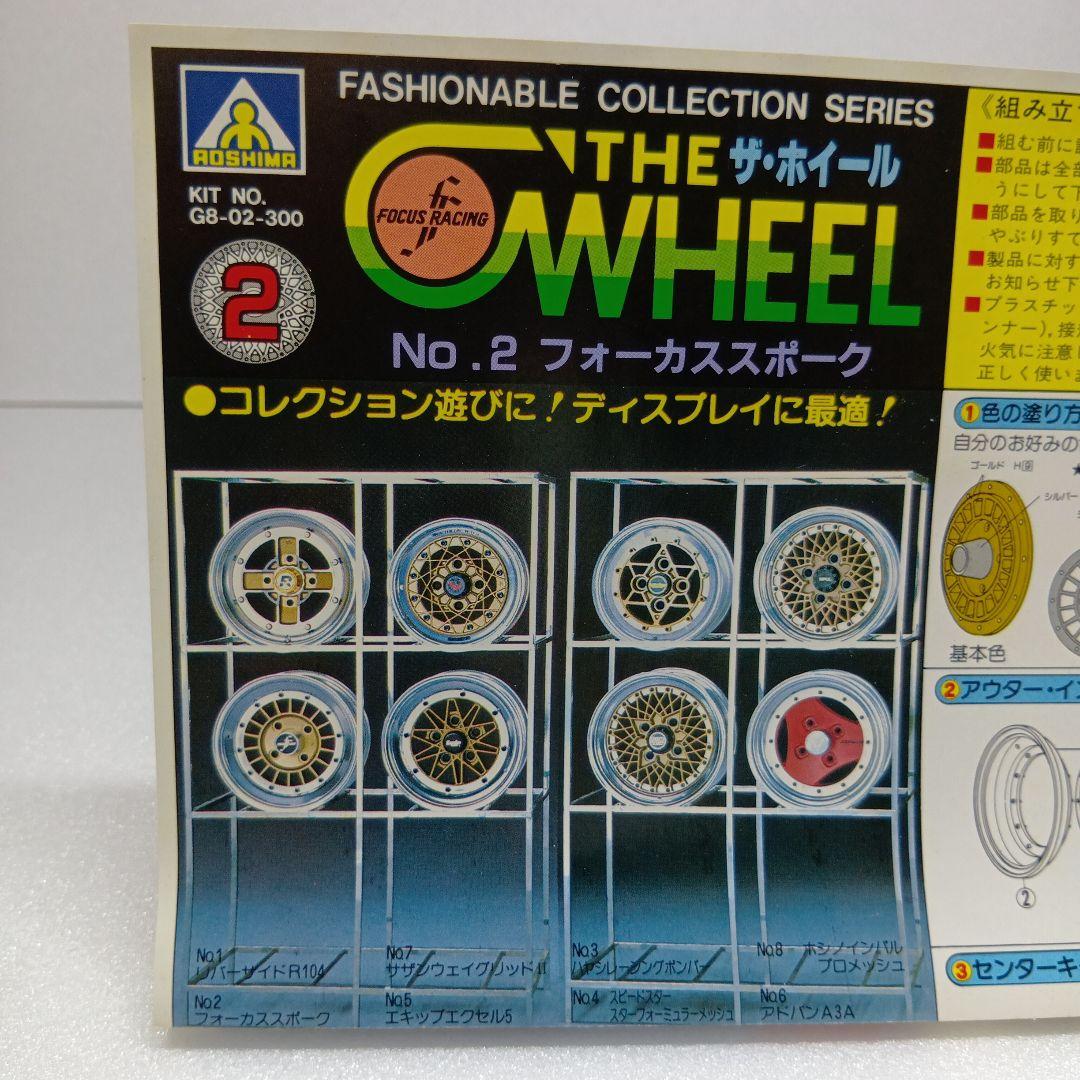 FASHIONABLE COLLECTION SERIES
AOSHIMA
KIT NO.
G8-02-300
2
THE ザ・ホイール
WHEEL
FOCUS RACING
No.2 フォーカススポーク
●コレクション遊びに!ディスプレイに最適!
No.1
リバーサイドR104
No.7
サザンウェイグリッドII
No.2
フォーカススポーク
No.5
エキップエクセル5
No.3
ハヤシレーシングボンバー
No.8 ホシノインパル
プロメッシュ
No.4 スピードスター
スターフォーミュラーメッシュ
No.6
アドバンA3A
《組み立
■組む前に
■部品は全部
うにして下
■部品を取り
やぶりすて
■製品に対す
お知らせ下
■プラスチッ
ンナー),接
火気に注意
正しく使い
①色の塗り方
自分のお好みの
ゴールド H⑨
シルバー
基本色
②アウター・イン
②
③センターキ